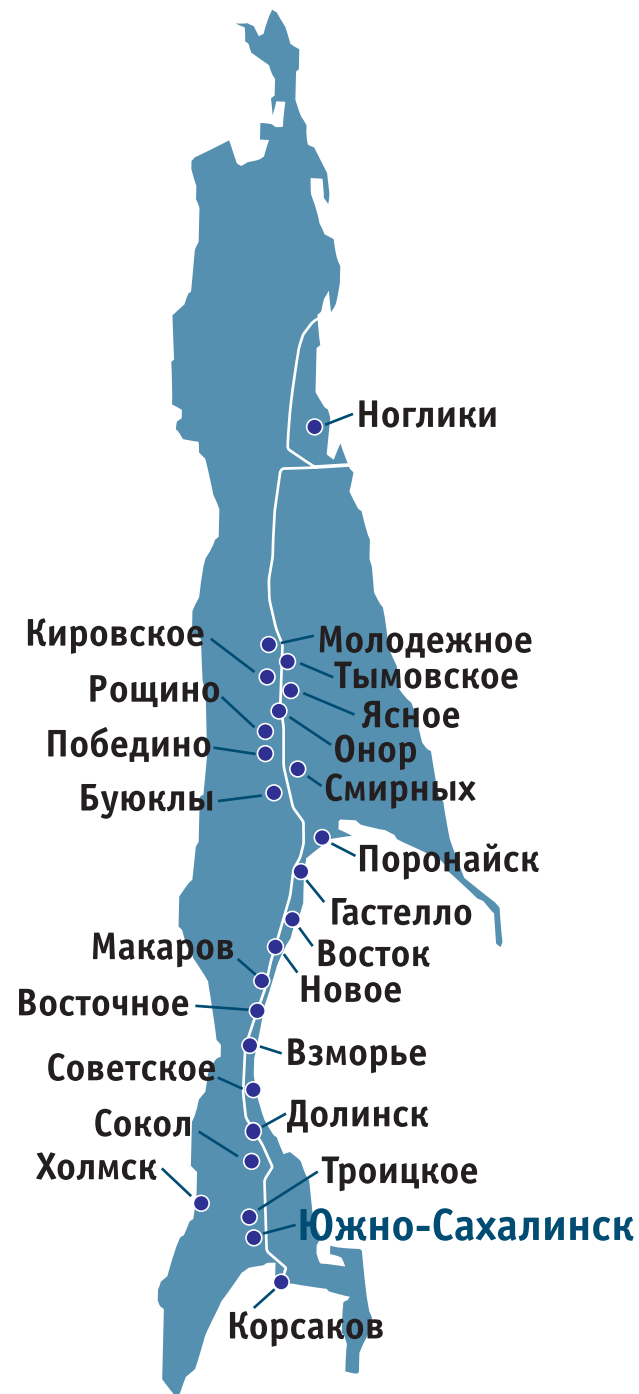 Ноглики
Кировское
Молодежное
Тымовское
Рощино
Ясное
Победино
Онор
Смирных
Буюклы
Поронайск
Гастелло
Макаров
Восток
Новое
Восточное
Взморье
Советское
Долинск
Сокол
Холмск
Троицкое
Южно-Сахалинск
Корсаков